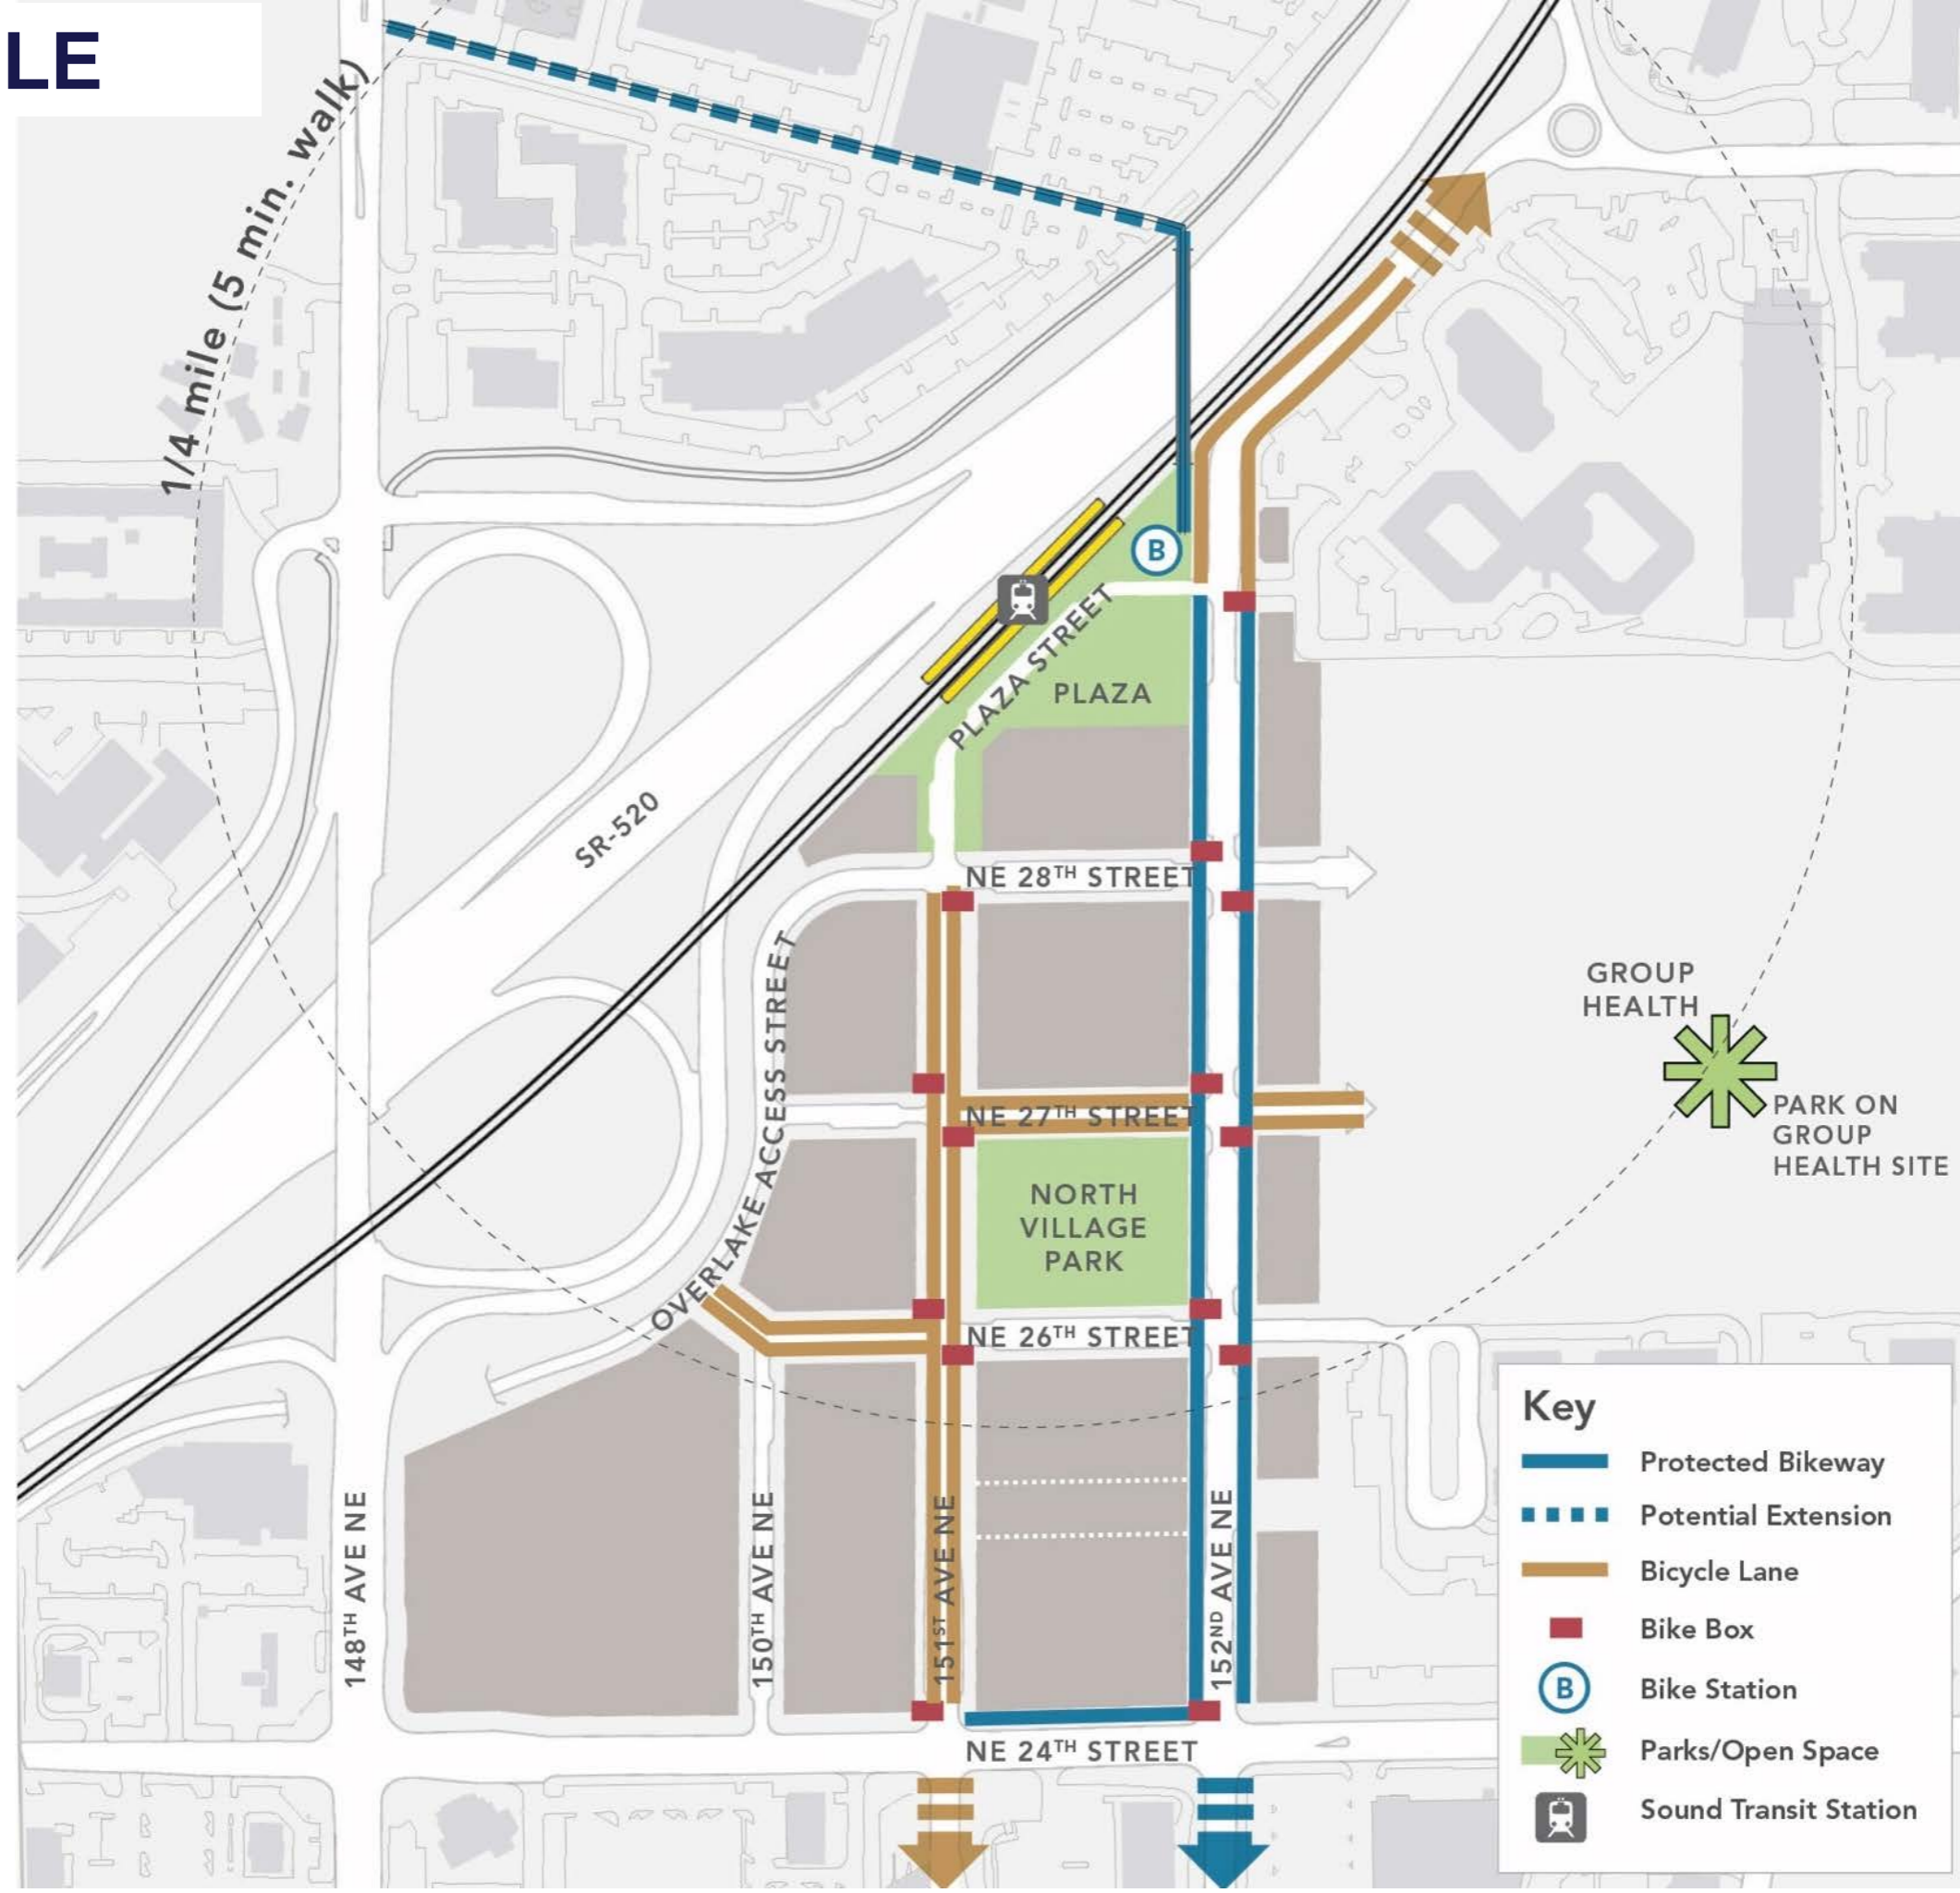 LE
1/4 mile (5 min. walk)
B
PLAZA STREET
PLAZA
SR-520
NE 28TH STREET
OVERLAKE ACCESS STREET
GROUP
HEALTH
NE 27TH STREET
PARK ON
GROUP
HEALTH SITE
NORTH
VILLAGE
PARK
NE 26TH STREET
148TH AVE NE
150TH AVE NE
151ST AVE NE
152ND AVE NE
NE 24TH STREET
Key
Protected Bikeway
Potential Extension
Bicycle Lane
Bike Box
B
Bike Station
Parks/Open Space
Sound Transit Station